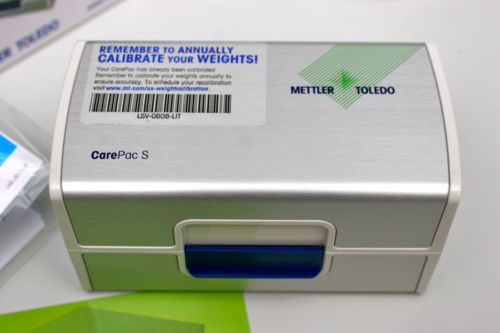 TOLEDO
REMEMBER TO ANNUALLY
CALIBRATE YOUR WEIGHTS!
Your CarePac has already been calibrated.
Remember to calibrate your weights annually to
ensure accuracy. To schedule your recalibration
visit www.mt.com/us-weightcalibration.
LSV-0808-LIT
METTLER TOLEDO
CarePac S